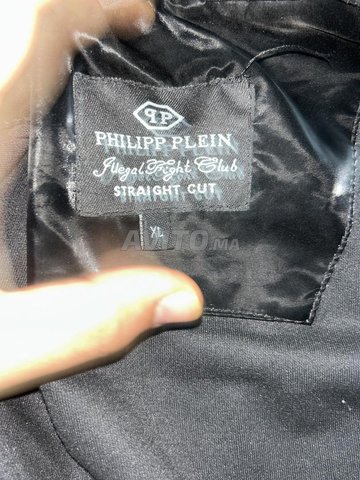 PP
PHILIPP PLEIN
Illegal Fight Club
STRAIGHT CUT
XL
AVITO.MA